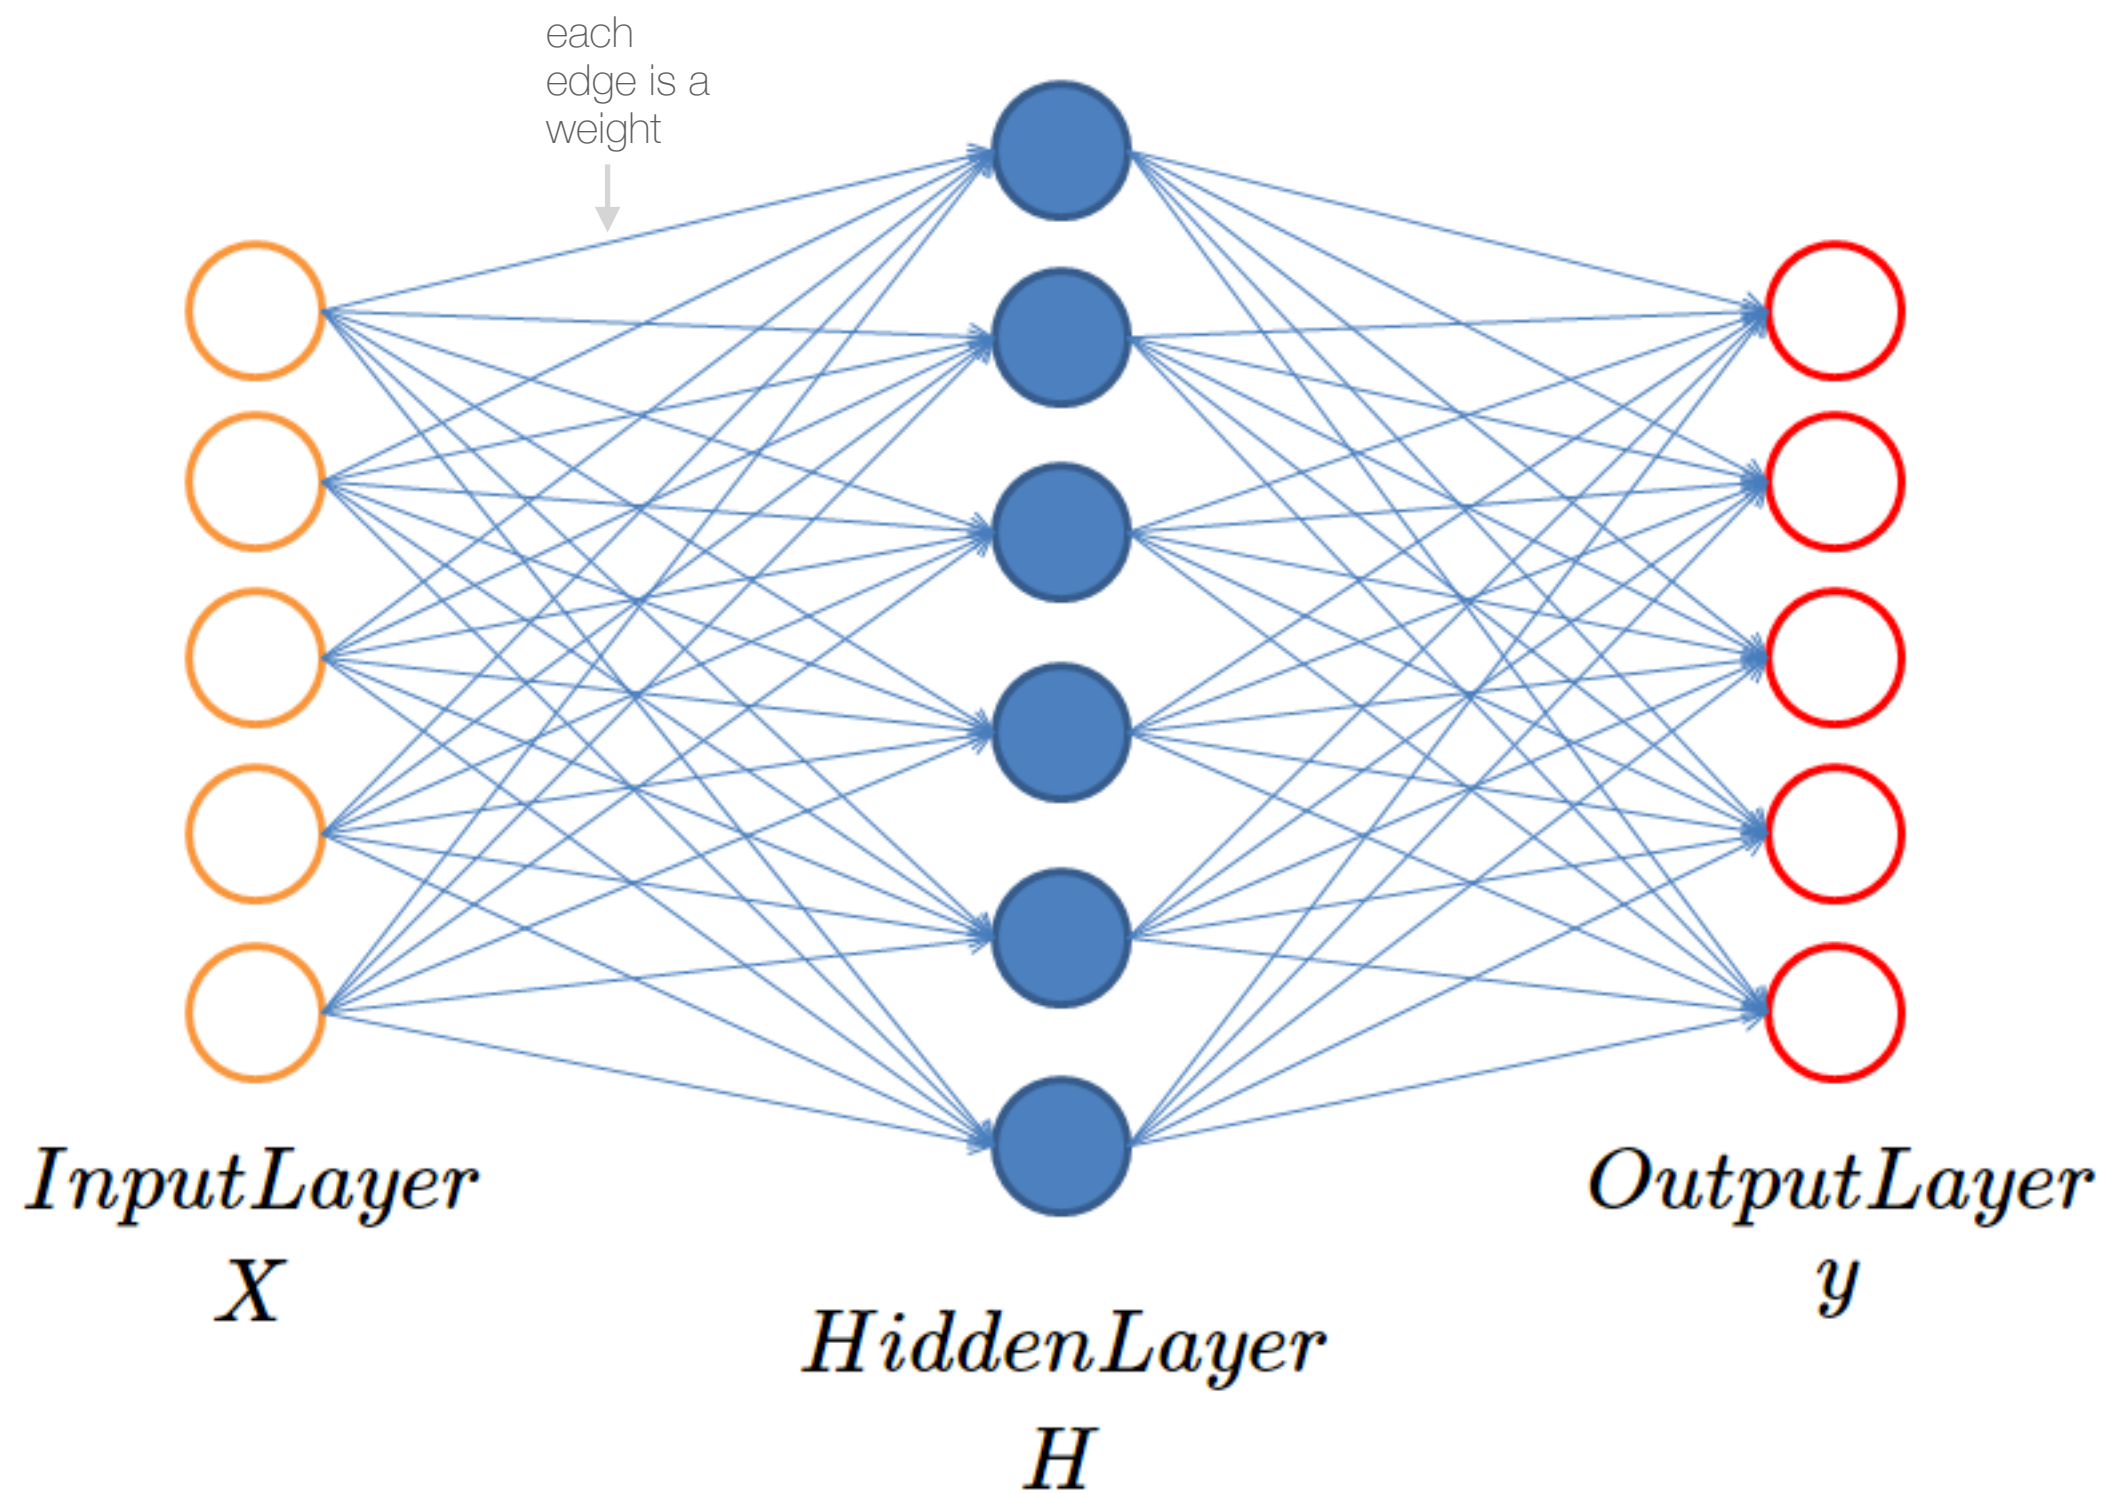 each
edge is a
weight
InputLayer
X
HiddenLayer
H
OutputLayer
y